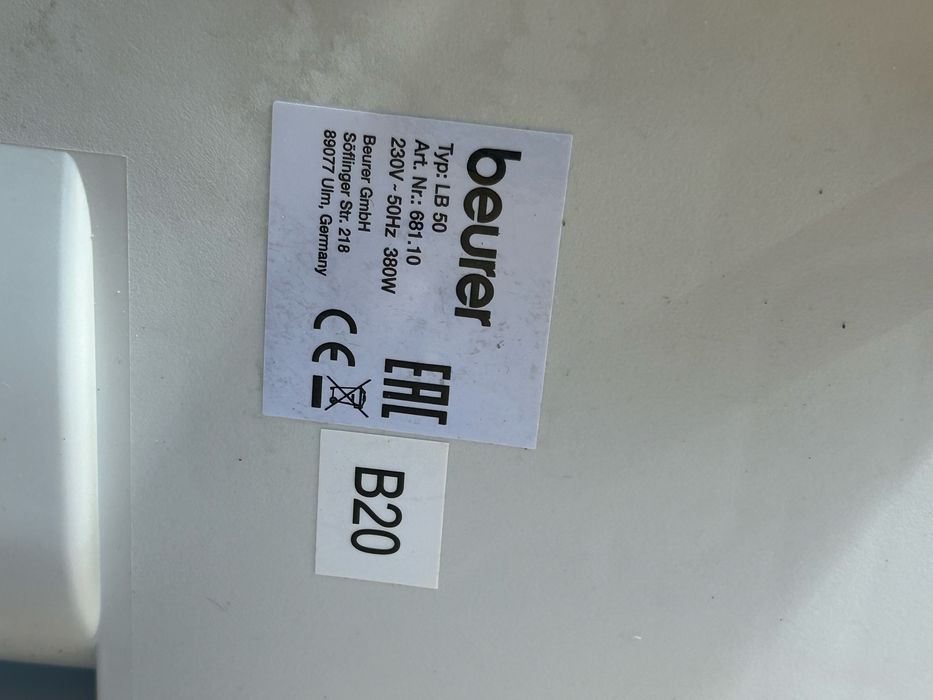 beurer
Typ: LB 50
Art. Nr.: 681.10
230V ~ 50Hz 380W
Beurer GmbH
Söflinger Str. 218
89077 Ulm, Germany
EAC
CE
B20